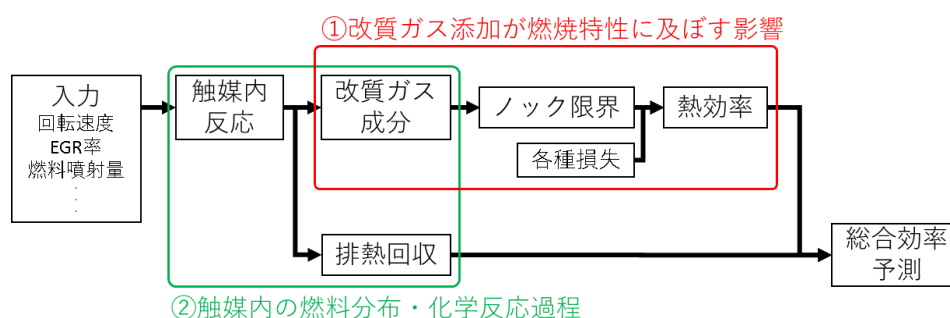 ①改質ガス添加が燃焼特性に及ぼす影響
入力
回転速度
EGR率
燃料噴射量
・
・
・
触媒内
反応
改質ガス
成分
ノック限界
熱効率
各種損失
排熱回収
総合効率
予測
②触媒内の燃料分布・化学反応過程